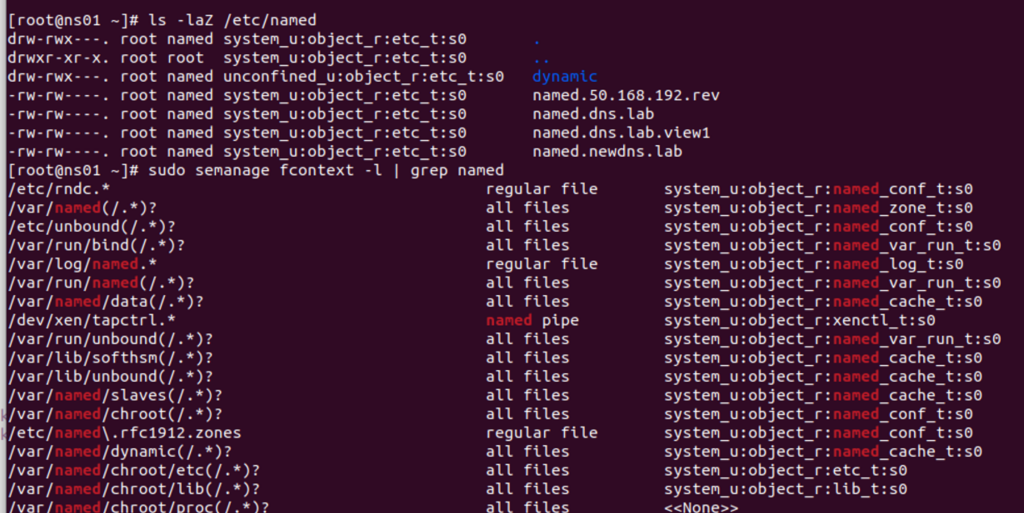 [root@ns01 ~]# ls -laZ /etc/named
drw-rwx---. root named system_u:object_r:etc_t:s0       .
drwxr-xr-x. root root  system_u:object_r:etc_t:s0       ..
drw-rwx---. root named unconfined_u:object_r:etc_t:s0   dynamic
-rw-rw----. root named system_u:object_r:etc_t:s0       named.50.168.192.rev
-rw-rw----. root named system_u:object_r:etc_t:s0       named.dns.lab
-rw-rw----. root named system_u:object_r:etc_t:s0       named.dns.lab.view1
-rw-rw----. root named system_u:object_r:etc_t:s0       named.newdns.lab
[root@ns01 ~]# sudo semanage fcontext -l | grep named
/etc/rndc.* regular file system_u:object_r:named_conf_t:s0
/var/named(/.*)? all files system_u:object_r:named_zone_t:s0
/etc/unbound(/.*)? all files system_u:object_r:named_conf_t:s0
/var/run/bind(/.*)? all files system_u:object_r:named_var_run_t:s0
/var/log/named.* regular file system_u:object_r:named_log_t:s0
/var/run/named(/.*)? all files system_u:object_r:named_var_run_t:s0
/var/named/data(/.*)? all files system_u:object_r:named_cache_t:s0
/dev/xen/tapctrl.* named pipe system_u:object_r:xenctl_t:s0
/var/run/unbound(/.*)? all files system_u:object_r:named_var_run_t:s0
/var/lib/softhsm(/.*)? all files system_u:object_r:named_cache_t:s0
/var/lib/unbound(/.*)? all files system_u:object_r:named_cache_t:s0
/var/named/slaves(/.*)? all files system_u:object_r:named_cache_t:s0
/var/named/chroot(/.*)? all files system_u:object_r:named_conf_t:s0
/etc/named\.rfc1912.zones regular file system_u:object_r:named_conf_t:s0
/var/named/dynamic(/.*)? all files system_u:object_r:named_cache_t:s0
/var/named/chroot/etc(/.*)? all files system_u:object_r:etc_t:s0
/var/named/chroot/lib(/.*)? all files system_u:object_r:lib_t:s0
/var/named/chroot/proc(/.*)? all files <<None>>